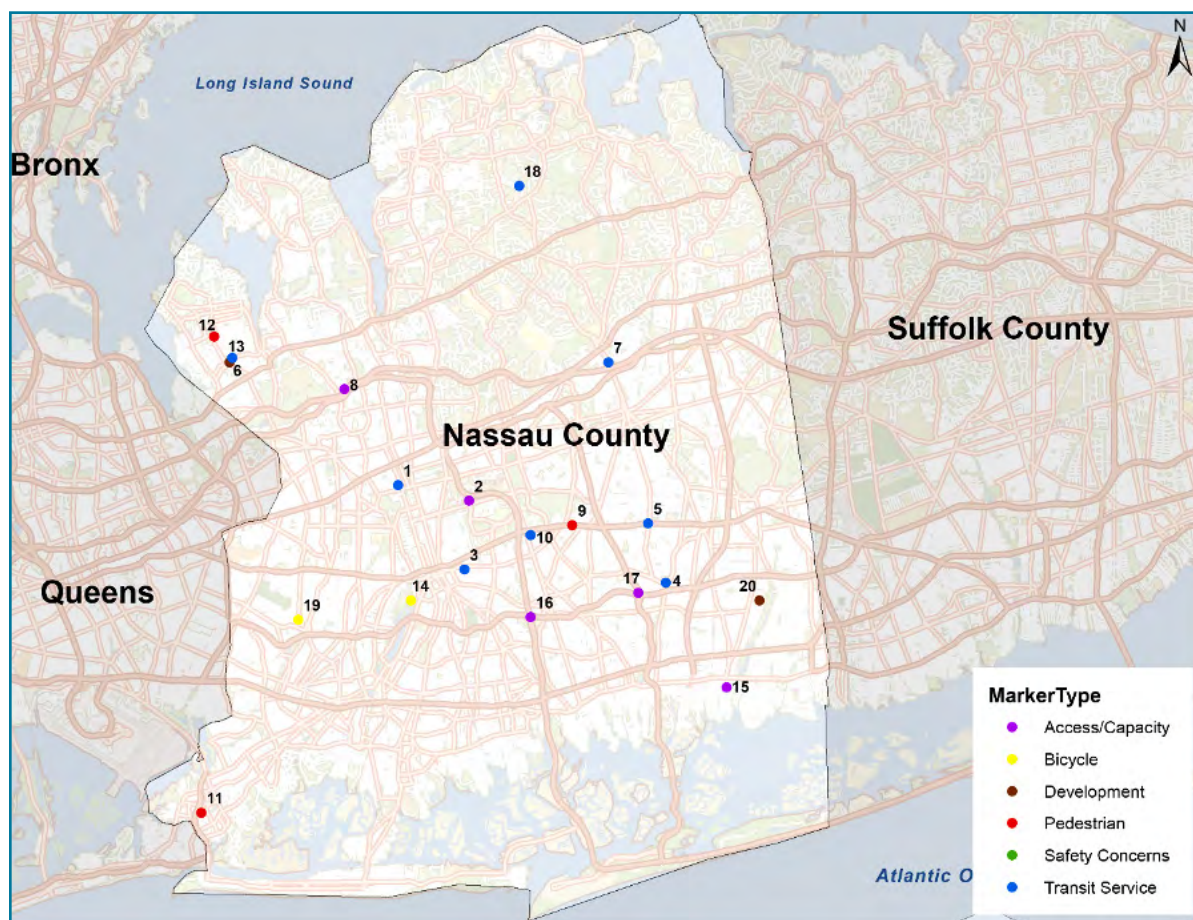 N
Long Island Sound
Bronx
18
12
13
6
7
8
Suffolk County
Nassau County
1
2
9
5
10
3
17
4
20
14
16
19
Queens
15
11
MarkerType
Access/Capacity
Bicycle
Development
Pedestrian
Safety Concerns
Transit Service
Atlantic O